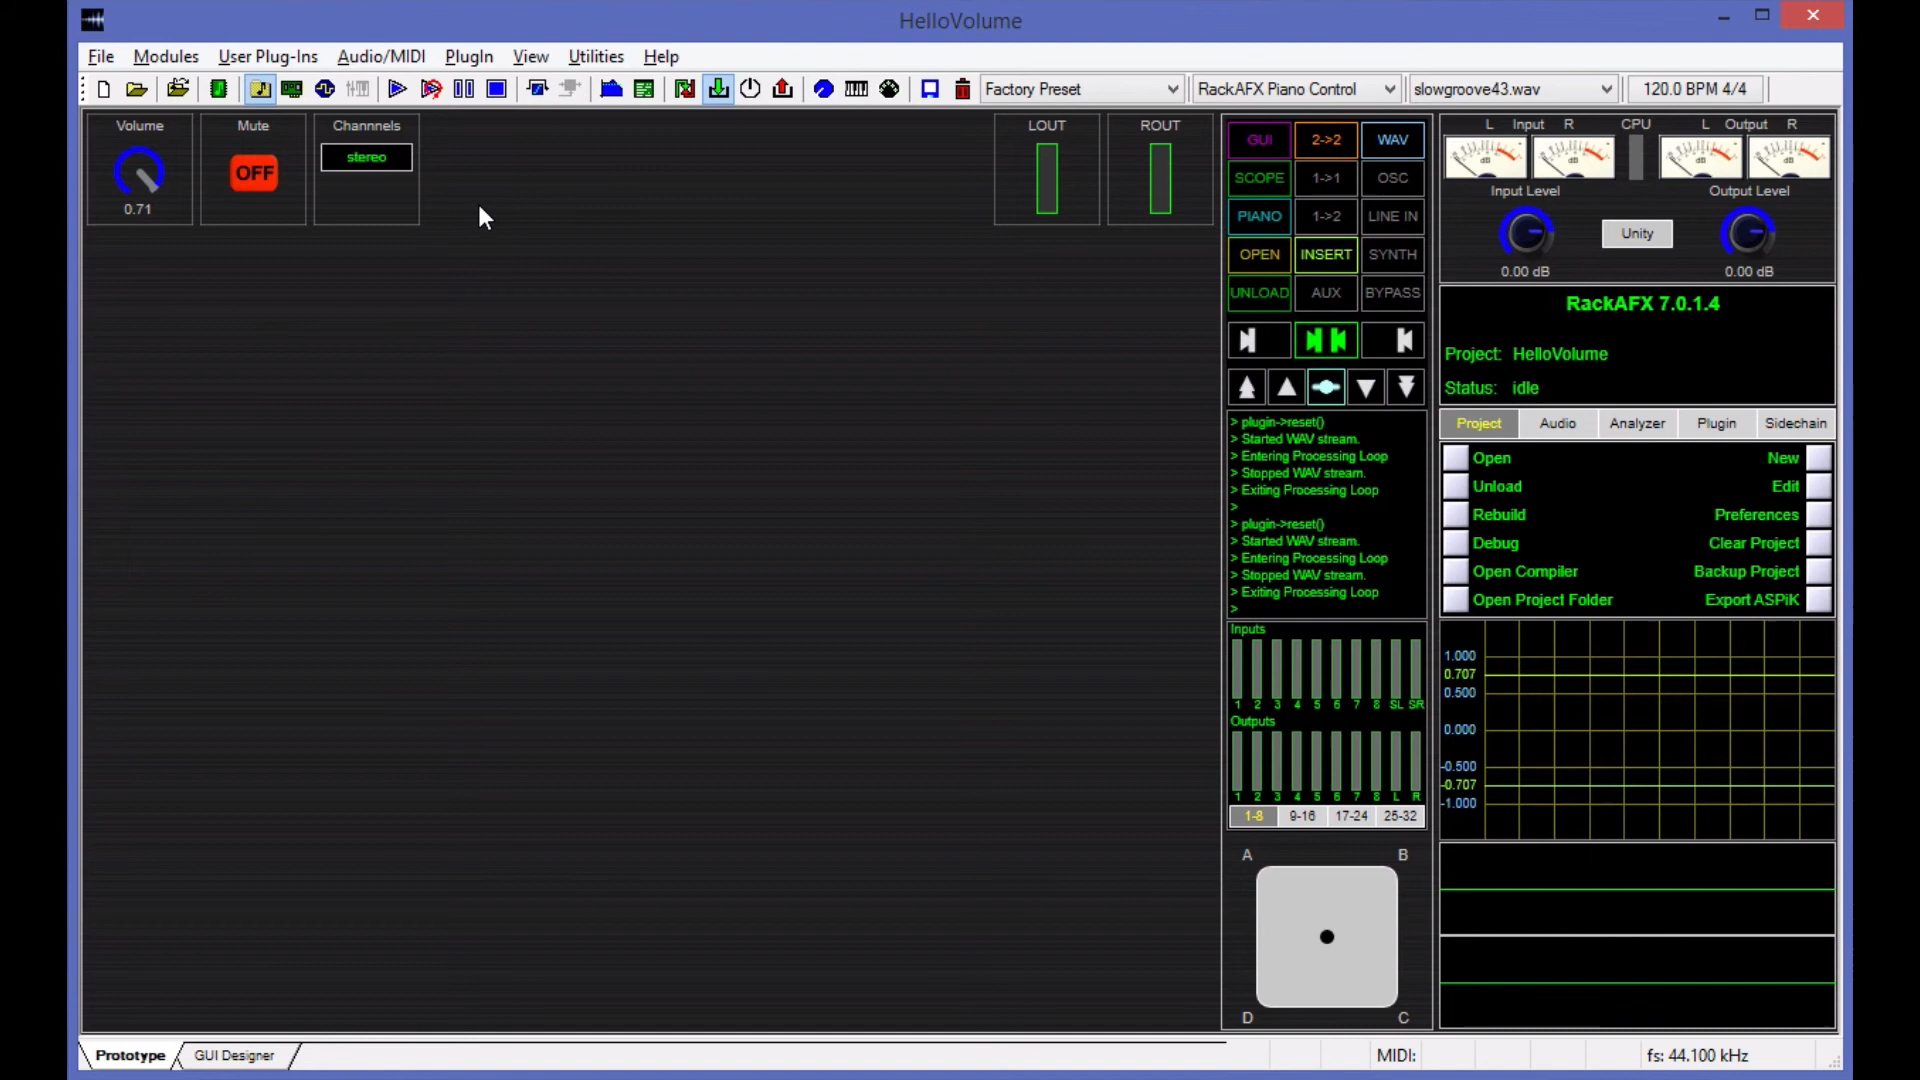 HelloVolume
File Modules User Plug-Ins Audio/MIDI PlugIn View Utilities Help
Factory Preset RackAFX Piano Control slowgroove43.wav 120.0 BPM 4/4
Volume Mute Channnels LOUT ROUT
stereo
OFF
0.71
GUI 2->2 WAV
SCOPE 1->1 OSC
PIANO 1->2 LINE IN
OPEN INSERT SYNTH
UNLOAD AUX BYPASS
> plugin->reset()
> Started WAV stream.
> Entering Processing Loop
> Stopped WAV stream.
> Exiting Processing Loop
>
> plugin->reset()
> Started WAV stream.
> Entering Processing Loop
> Stopped WAV stream.
> Exiting Processing Loop
>
Inputs
1 2 3 4 5 6 7 8 SL SR
Outputs
1 2 3 4 5 6 7 8 L R
1-8 9-16 17-24 25-32
A B
D C
L Input R CPU L Output R
dB dB dB dB
Input Level Output Level
Unity
0.00 dB 0.00 dB
RackAFX 7.0.1.4
Project: HelloVolume
Status: idle
Project Audio Analyzer Plugin Sidechain
Open New
Unload Edit
Rebuild Preferences
Debug Clear Project
Open Compiler Backup Project
Open Project Folder Export ASPiK
1.000
0.707
0.500
0.000
-0.500
-0.707
-1.000
Prototype GUI Designer MIDI: fs: 44.100 kHz